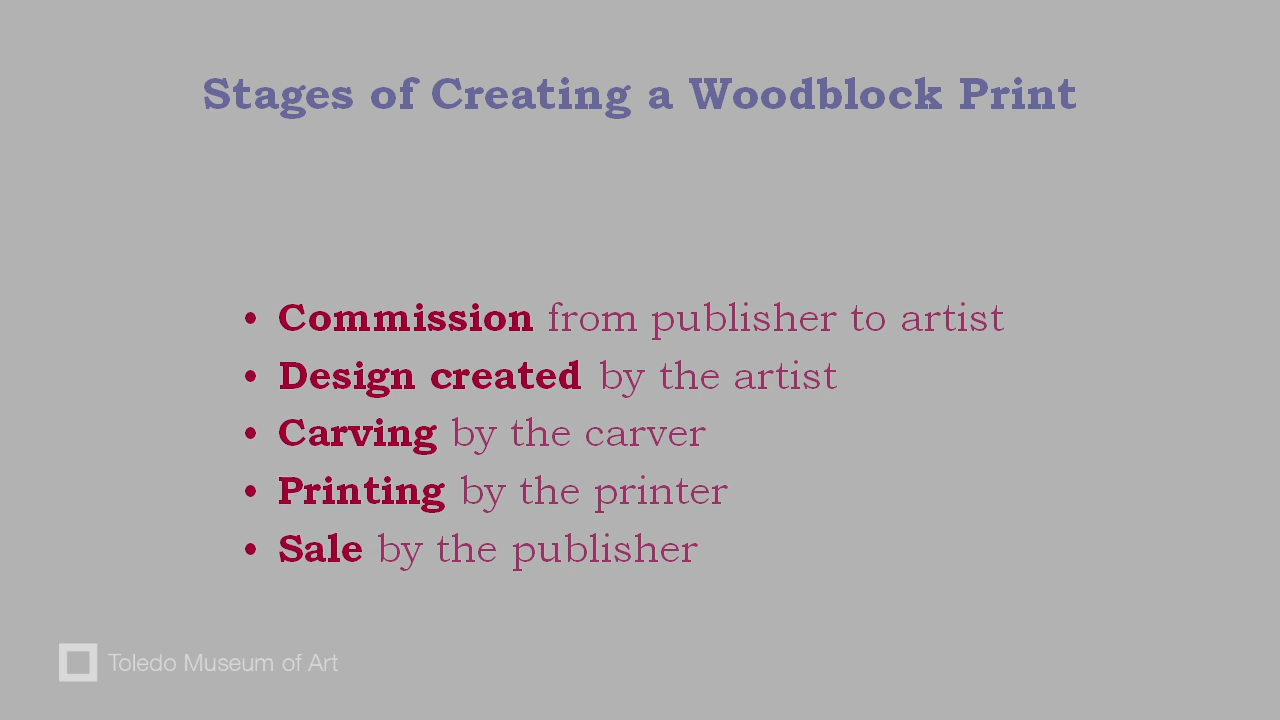 Stages of Creating a Woodblock Print
• Commission from publisher to artist
• Design created by the artist
• Carving by the carver
• Printing by the printer
• Sale by the publisher
Toledo Museum of Art